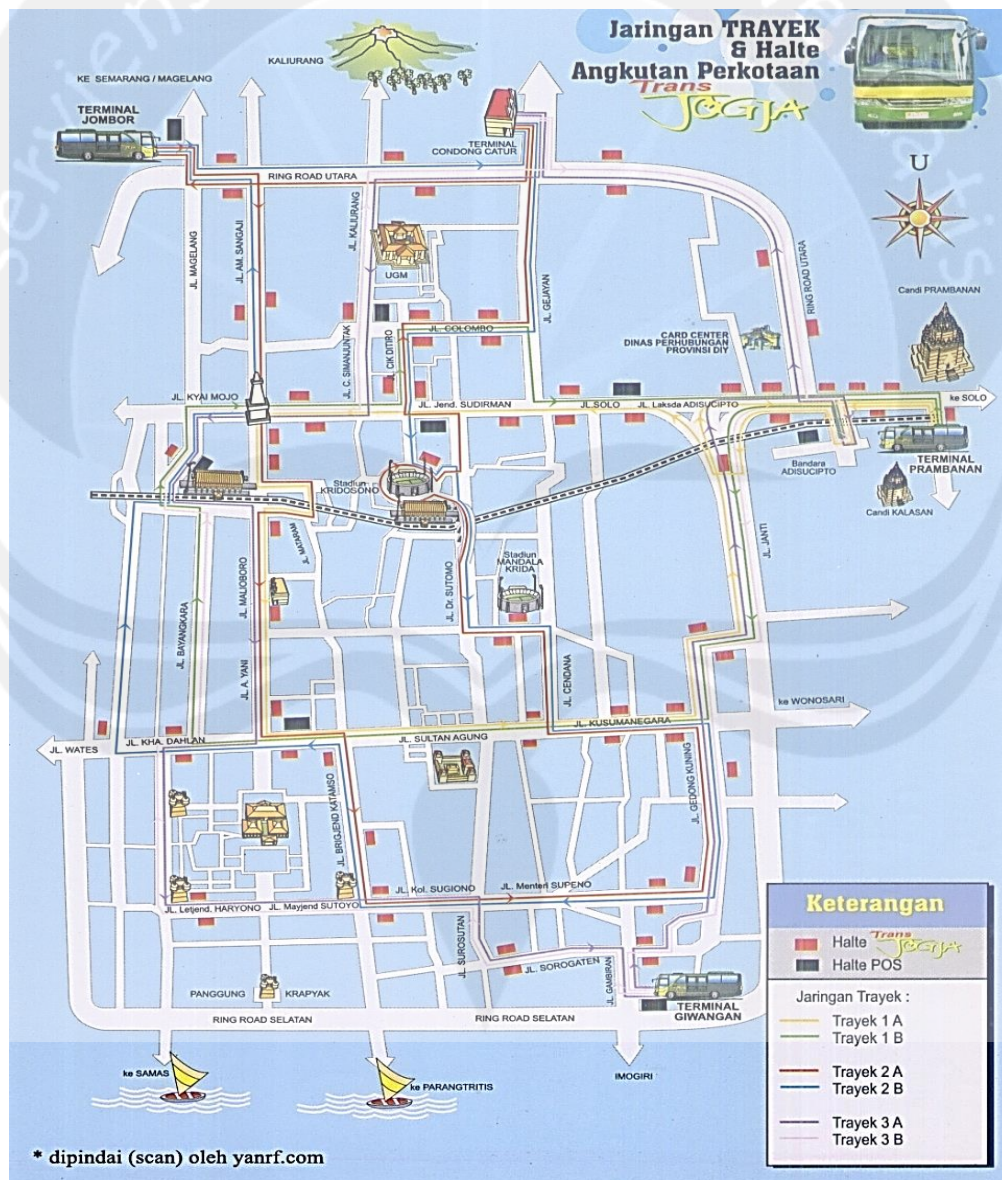 Jaringan TRAYEK
& Halte
Angkutan Perkotaan
Trans
JOGJA
KALIURANG
KE SEMARANG / MAGELANG
TERMINAL
JOMBOR
TERMINAL
CONDONG CATUR
RING ROAD UTARA
U
JL. MAGELANG
JL. AM. SANGAJI
JL. KALIURANG
UGM
JL. GEJAYAN
RING ROAD UTARA
Candi PRAMBANAN
JL. C. SIMANJUNTAK
CIK DITIRO
JL. COLOMBO
CARD CENTER
DINAS PERHUBUNGAN
PROVINSI DIY
JL. KYAI MOJO
JL. Jend. SUDIRMAN
JL.SOLO
JL. Laksda ADISUCIPTO
ke SOLO
Stadiun
KRIDOSONO
Bandara
ADISUCIPTO
TERMINAL
PRAMBANAN
Candi KALASAN
JL. MATARAM
JL. JANTI
Stadiun
MANDALA
KRIDA
JL. MALIOBORO
JL. Dr. SUTOMO
JL. BAYANGKARA
JL. A. YANI
JL. CENDANA
ke WONOSARI
JL. KUSUMANEGARA
JL. WATES
JL. KHA. DAHLAN
JL. SULTAN AGUNG
JL. GEDONG KUNING
JL. BRIGJEND KATAMSO
JL. Kol. SUGIONO
JL. Menteri SUPENO
JL. Letjend. HARYONO
JL. Mayjend SUTOYO
JL. SUROSUTAN
JL. SOROGATEN
JL. GAMBIRAN
PANGGUNG
KRAPYAK
TERMINAL
GIWANGAN
RING ROAD SELATAN
RING ROAD SELATAN
ke SAMAS
ke PARANGTRITIS
IMOGIRI
Keterangan
Halte Trans JOGJA
Halte POS
Jaringan Trayek :
Trayek 1 A
Trayek 1 B
Trayek 2 A
Trayek 2 B
Trayek 3 A
Trayek 3 B
* dipindai (scan) oleh yanrf.com